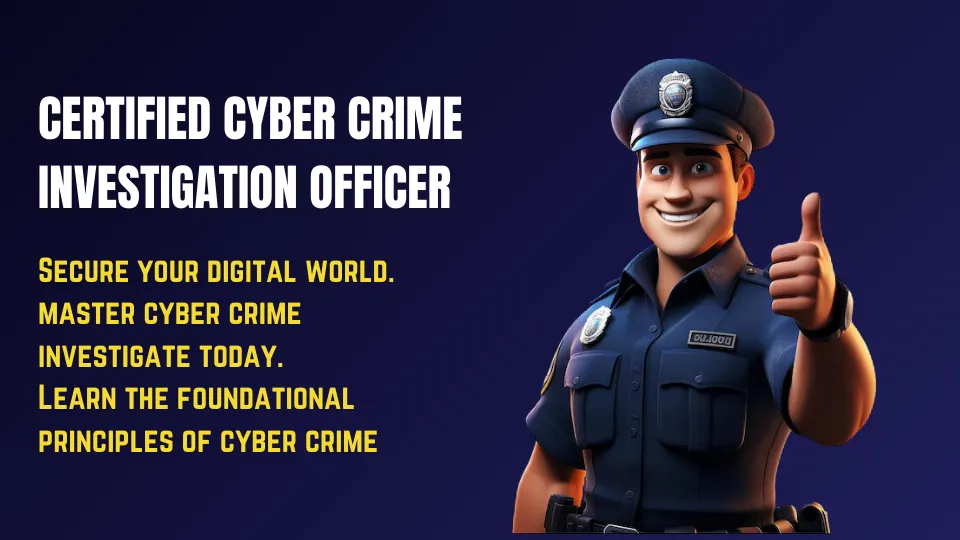 CERTIFIED CYBER CRIME
INVESTIGATION OFFICER
Secure your digital world.
master cyber crime
investigate today.
Learn the foundational
principles of cyber crime